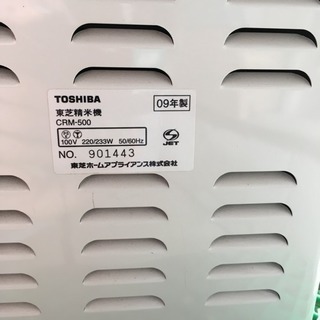 TOSHIBA
09年製
東芝精米機
CRM-500
100V 220/233W 50/60Hz
JET
NO. 901443
東芝ホームアプライアンス株式会社